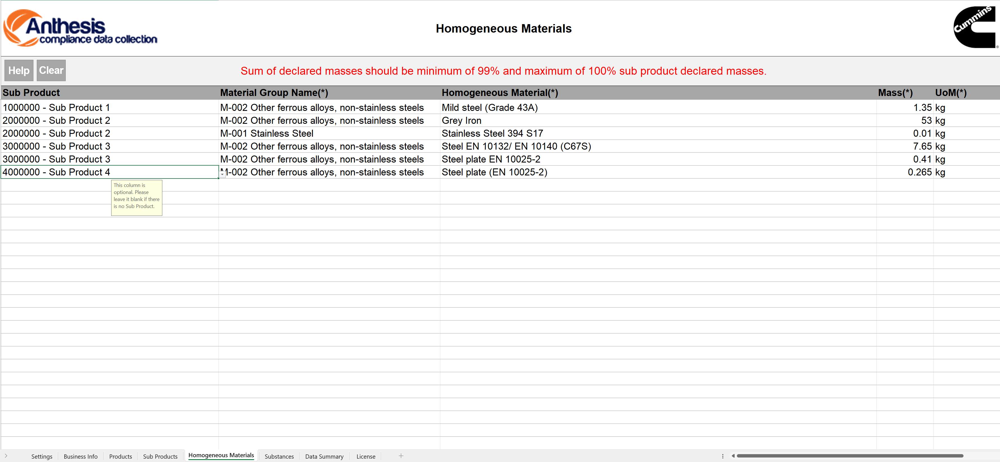 Anthesis
compliance data collection
Homogeneous Materials
Cummins
®
Help Clear Sum of declared masses should be minimum of 99% and maximum of 100% sub product declared masses.
Sub Product Material Group Name(*) Homogeneous Material(*) Mass(*) UoM(*)
1000000 - Sub Product 1 M-002 Other ferrous alloys, non-stainless steels Mild steel (Grade 43A) 1.35 kg
2000000 - Sub Product 2 M-002 Other ferrous alloys, non-stainless steels Grey Iron 53 kg
2000000 - Sub Product 2 M-001 Stainless Steel Stainless Steel 394 S17 0.01 kg
3000000 - Sub Product 3 M-002 Other ferrous alloys, non-stainless steels Steel EN 10132/ EN 10140 (C67S) 7.65 kg
3000000 - Sub Product 3 M-002 Other ferrous alloys, non-stainless steels Steel plate EN 10025-2 0.41 kg
4000000 - Sub Product 4 M-002 Other ferrous alloys, non-stainless steels Steel plate (EN 10025-2) 0.265 kg
This column is
optional. Please
leave it blank if there
is no Sub Product.
Settings Business Info Products Sub Products Homogeneous Materials Substances Data Summary License